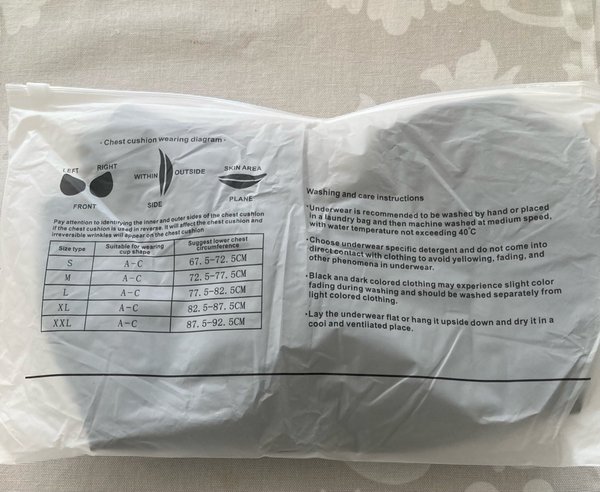 · Chest cushion wearing diagram ·
LEFT RIGHT
FRONT
WITHIN OUTSIDE
SIDE
SKIN AREA
PLANE
Pay attention to identifying the inner and outer sides of the chest cushion
if the chest cushion is used in reverse. It will affect the chest cushion and
irreversible wrinkles will appear on the chest cushion
Size type Suitable for wearing cup shape Suggest lower chest circumference
S A-C 67.5-72.5CM
M A-C 72.5-77.5CM
L A-C 77.5-82.5CM
XL A-C 82.5-87.5CM
XXL A-C 87.5-92.5CM
Washing and care instructions
·Underwear is recommended to be washed by hand or placed
in a laundry bag and then machine washed at medium speed,
with water temperature not exceeding 40°C
·Choose underwear specific detergent and do not come into
direct contact with clothing to avoid yellowing, fading, and
other phenomena in underwear.
·Black ana dark colored clothing may experience slight color
fading during washing and should be washed separately from
light colored clothing.
·Lay the underwear flat or hang it upside down and dry it in a
cool and ventilated place.